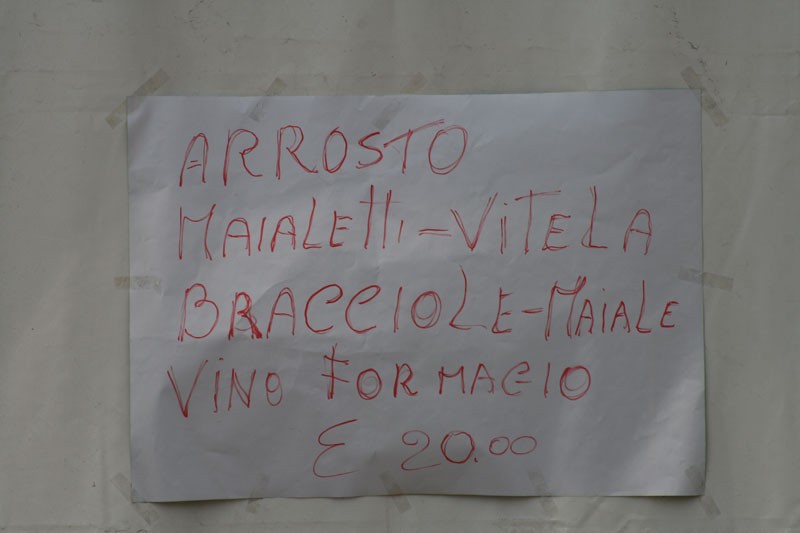 ARROSTO
MAIALETTI-VITELA
BRACCIOLE-MAIALE
VINO FORMAGIO
€ 20.00